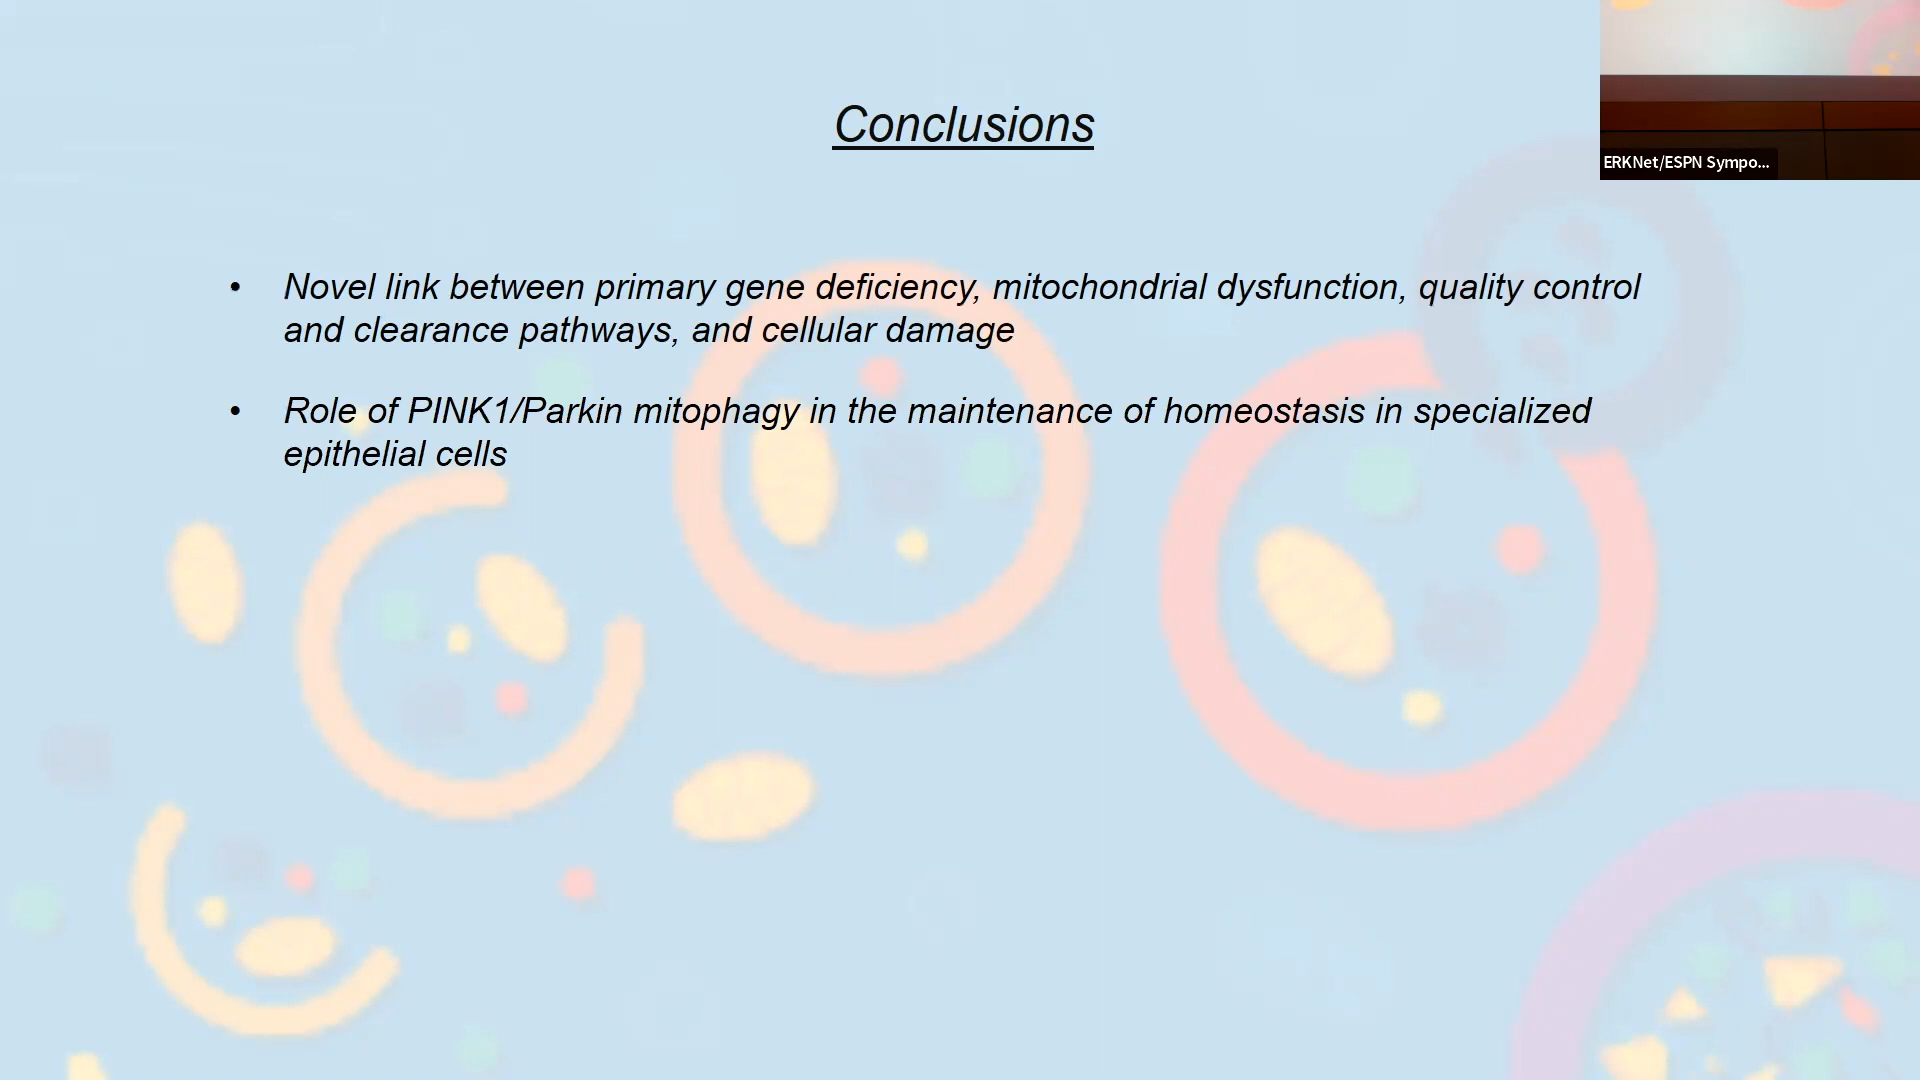 Conclusions
ERKNet/ESPN Sympo...
• Novel link between primary gene deficiency, mitochondrial dysfunction, quality control
and clearance pathways, and cellular damage
• Role of PINK1/Parkin mitophagy in the maintenance of homeostasis in specialized
epithelial cells